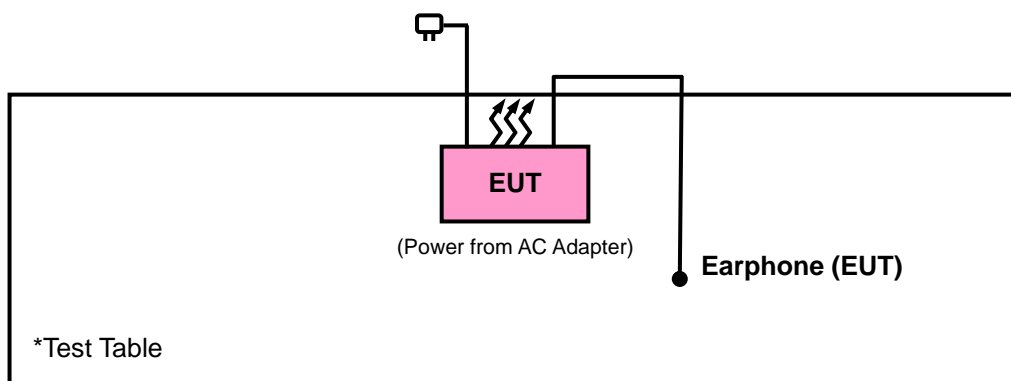 EUT
(Power from AC Adapter)
Earphone (EUT)
*Test Table